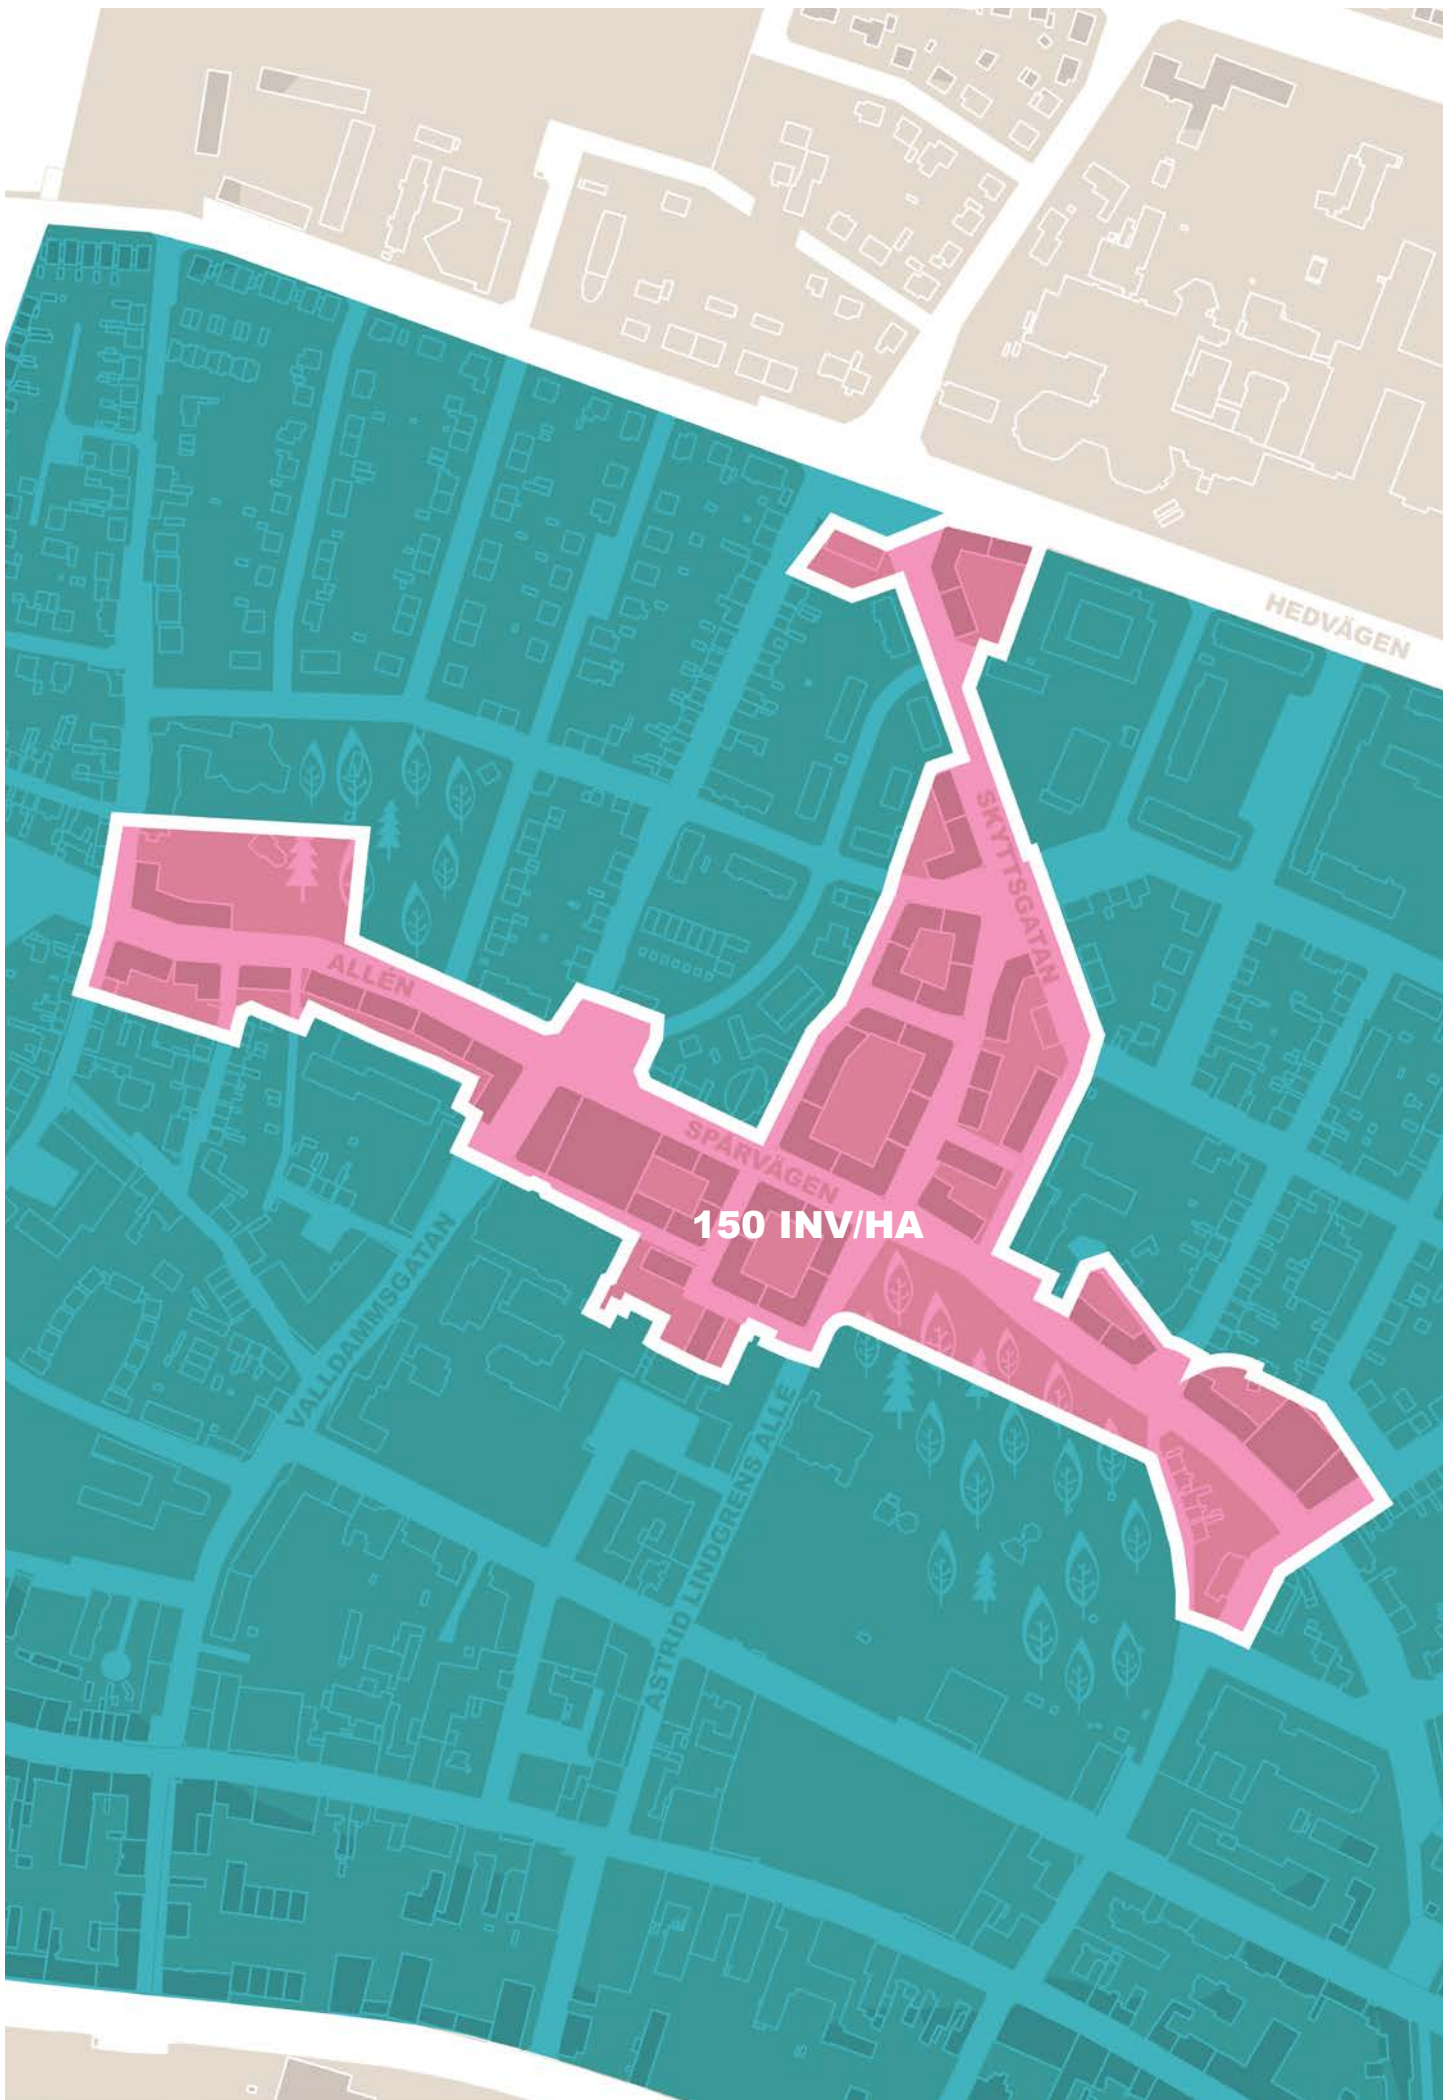 HEDVÄGEN
SKYTTSGATAN
ALLÉN
SPÅRVÄGEN
150 INV/HA
VALLDAMMSGATAN
ASTRID LINDGRENS ALLÉ